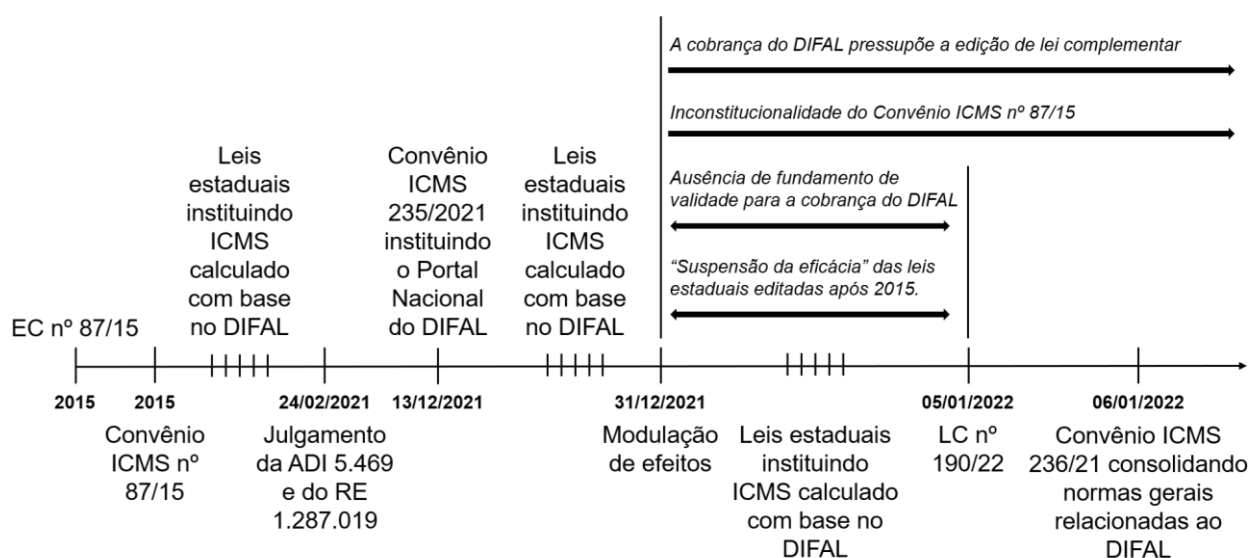 A cobrança do DIFAL pressupõe a edição de lei complementar
Inconstitucionalidade do Convênio ICMS nº 87/15
Leis
estaduais
instituindo
ICMS
calculado
com base
no DIFAL
Convênio
ICMS
235/2021
instituindo
o Portal
Nacional
do DIFAL
Leis
estaduais
instituindo
ICMS
calculado
com base
no DIFAL
Ausência de fundamento de
validade para a cobrança do DIFAL
“Suspensão da eficácia” das leis
estaduais editadas após 2015.
EC nº 87/15
2015
2015
24/02/2021
13/12/2021
31/12/2021
05/01/2022
06/01/2022
Convênio
ICMS nº
87/15
Julgamento
da ADI 5.469
e do RE
1.287.019
Modulação
de efeitos
Leis estaduais
instituindo
ICMS calculado
com base no
DIFAL
LC nº
190/22
Convênio ICMS
236/21 consolidando
normas gerais
relacionadas ao
DIFAL